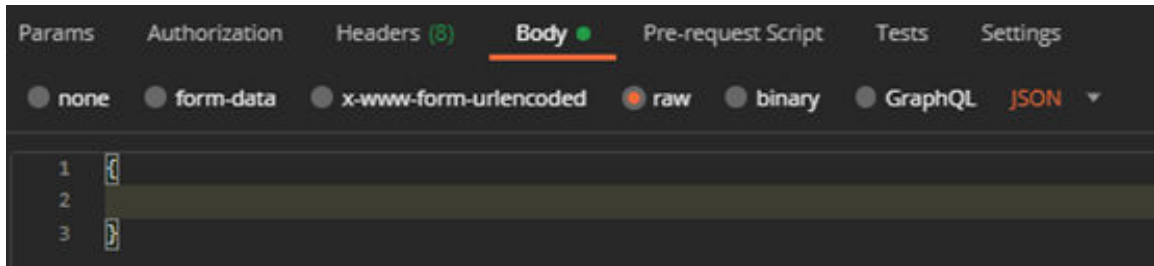 Params Authorization Headers (8) Body Pre-request Script Tests Settings
none form-data x-www-form-urlencoded raw binary GraphQL JSON
1 {
2
3 }